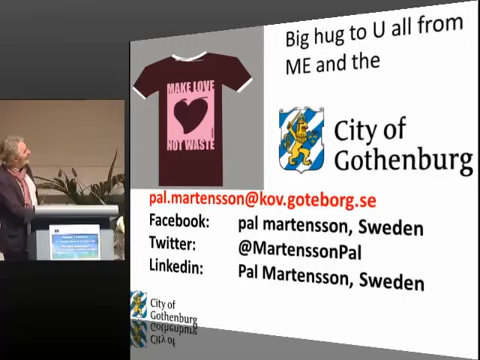 Big hug to U all from
ME and the
MAKE LOVE
NOT WASTE
City of
Gothenburg
pal.martensson@kov.goteborg.se
Facebook: pal martensson, Sweden
Twitter: @MartenssonPal
Linkedin: Pal Martensson, Sweden
City of
Gothenburg